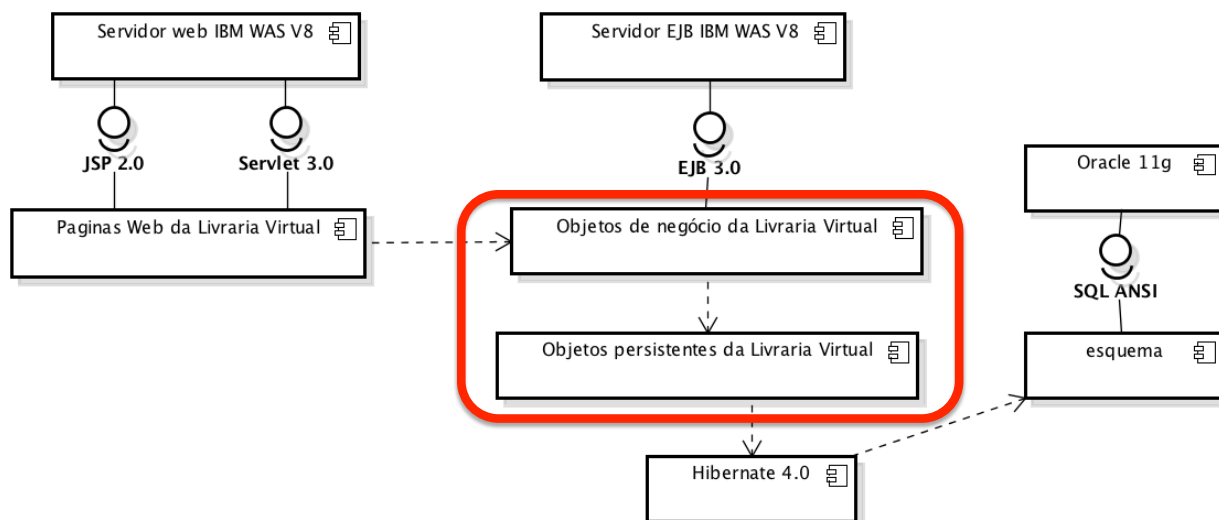 Servidor web IBM WAS V8
Servidor EJB IBM WAS V8
JSP 2.0
Servlet 3.0
EJB 3.0
Oracle 11g
Paginas Web da Livraria Virtual
Objetos de negócio da Livraria Virtual
SQL ANSI
Objetos persistentes da Livraria Virtual
esquema
Hibernate 4.0